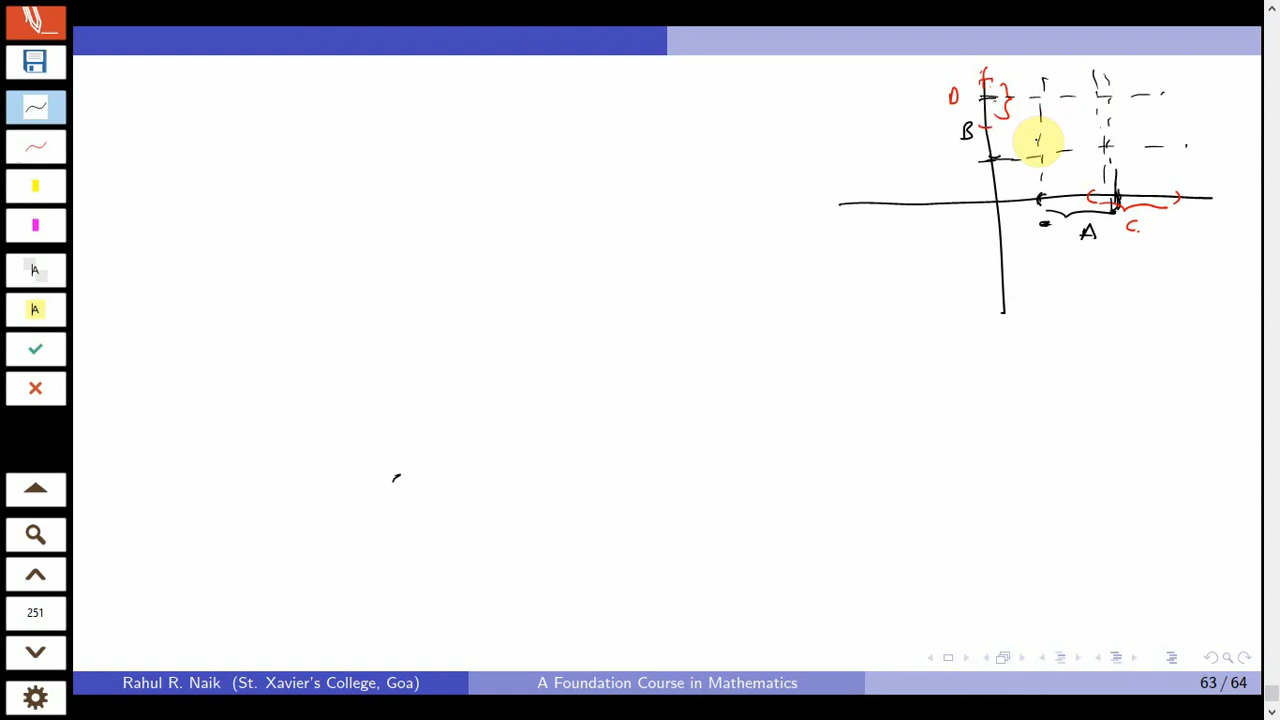 D
B
A
C.
A
A
251
Rahul R. Naik (St. Xavier's College, Goa)
A Foundation Course in Mathematics
63 / 64